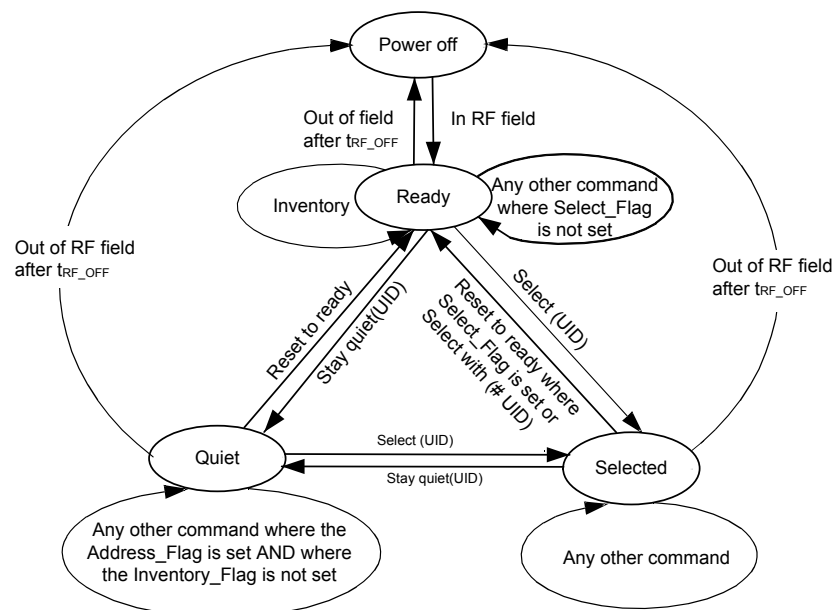 Power off
Out of field
after tRF_OFF
In RF field
Inventory
Ready
Any other command
where Select_Flag
is not set
Out of RF field
after tRF_OFF
Out of RF field
after tRF_OFF
Reset to ready
Stay quiet(UID)
Select (UID)
Reset to ready where
Select_Flag is set or
Select with (# UID)
Quiet
Select (UID)
Stay quiet(UID)
Selected
Any other command where the
Address_Flag is set AND where
the Inventory_Flag is not set
Any other command